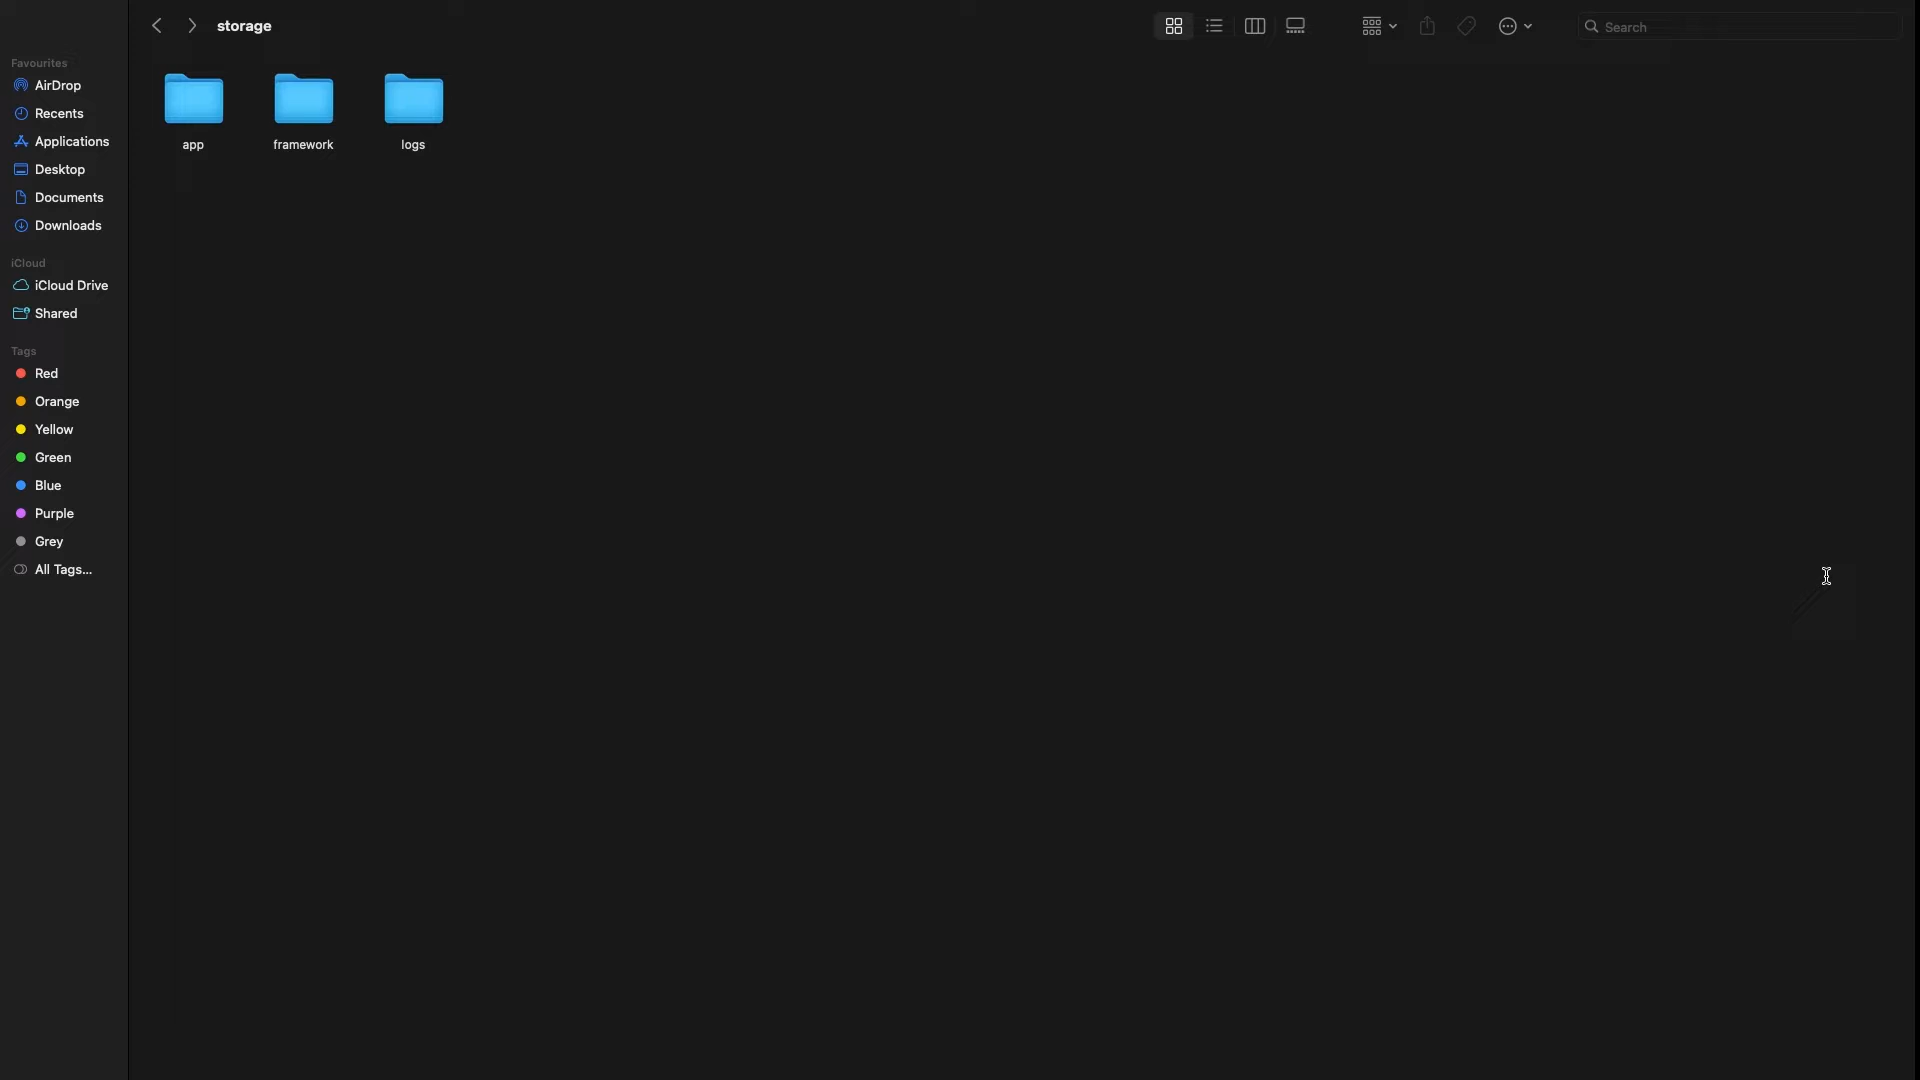 storage
Search
Favourites
AirDrop
Recents
Applications
Desktop
Documents
Downloads
iCloud
iCloud Drive
Shared
Tags
Red
Orange
Yellow
Green
Blue
Purple
Grey
All Tags...
app
framework
logs